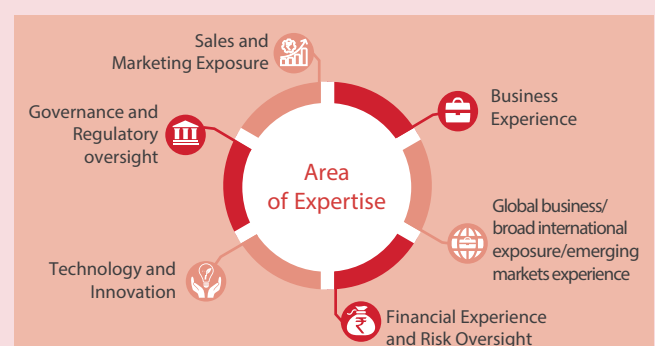 Sales and
Marketing Exposure
Business
Experience
Governance and
Regulatory
oversight
Area
of Expertise
Global business/
broad international
exposure/emerging
markets experience
Technology and
Innovation
₹
Financial Experience
and Risk Oversight